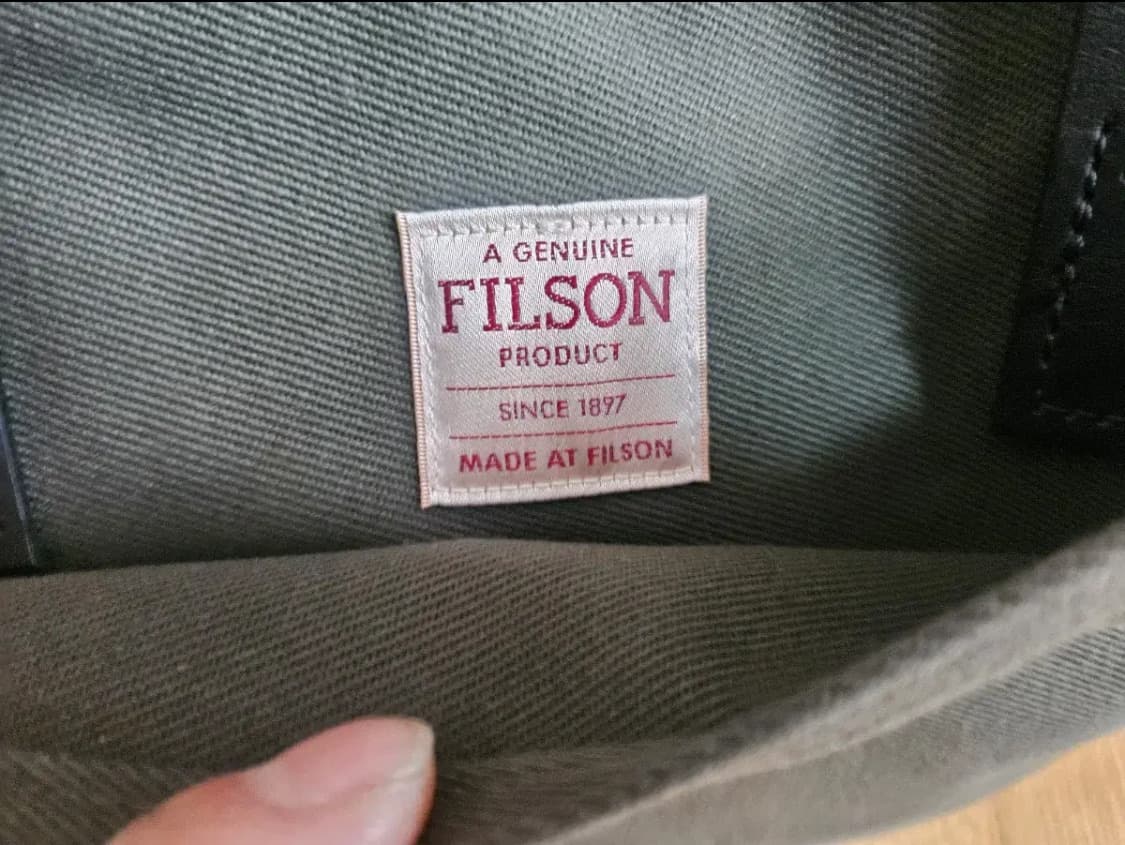 A GENUINE
FILSON
PRODUCT
SINCE 1897
MADE AT FILSON